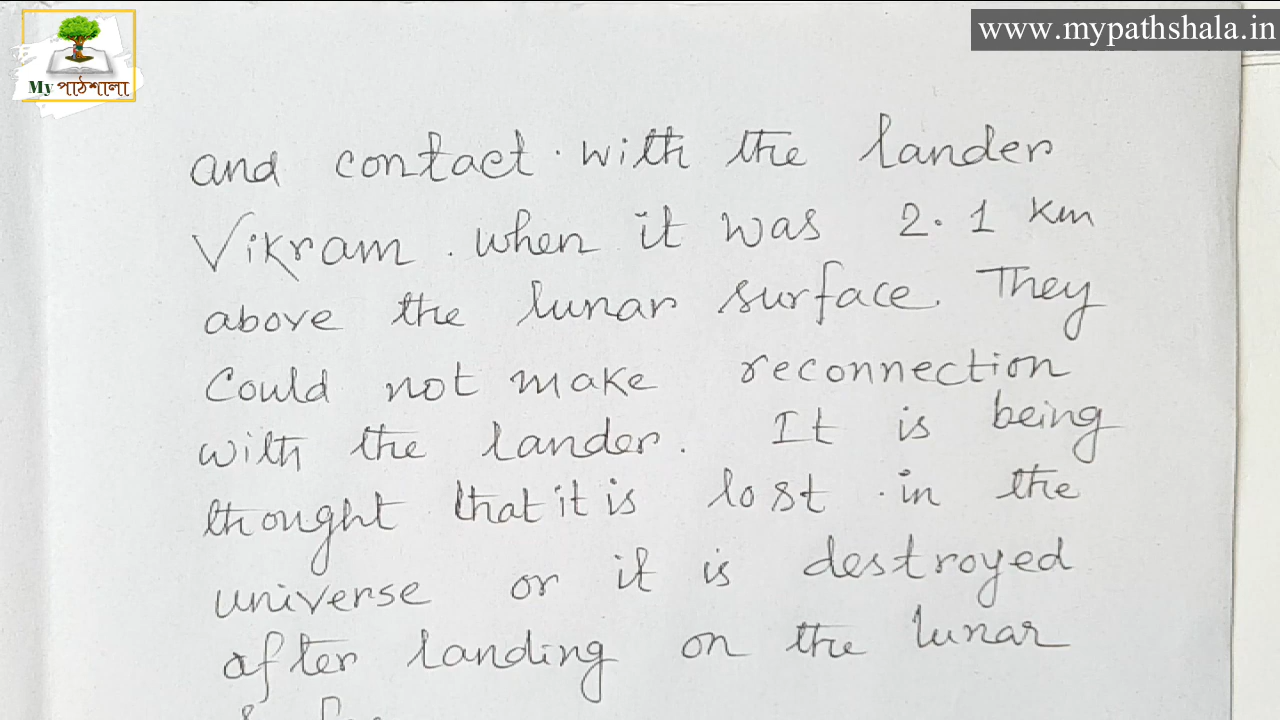 www.mypathshala.in
My পাঠশালা
and contact. with the lander
Vikram. when it was 2.1 km
above the lunar surface. They
could not make reconnection
with the lander. It is being
thought that it is lost .in the
universe or it is destroyed
after landing on the lunar